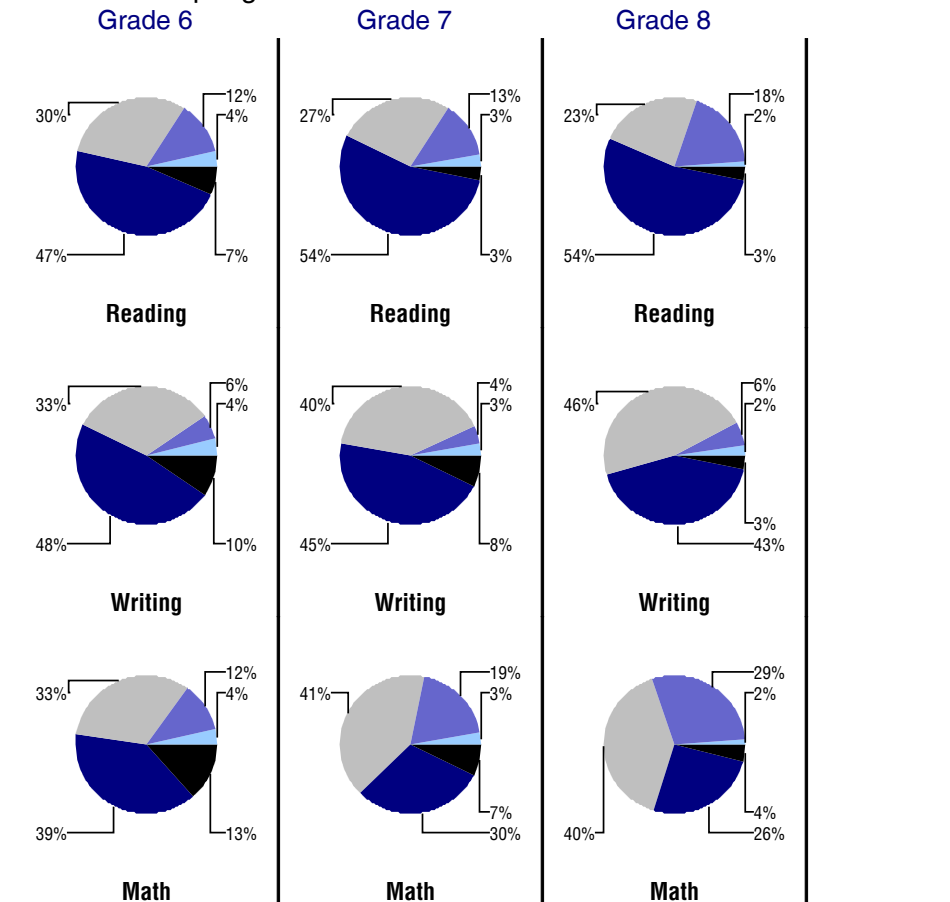 Grade 6 Grade 7 Grade 8
30% 12% 4% 27% 13% 3% 23% 18% 2%
47% 7% 54% 3% 54% 3%
Reading Reading Reading
33% 6% 4% 40% 4% 3% 46% 6% 2%
48% 10% 45% 8% 3% 43%
Writing Writing Writing
33% 12% 4% 41% 19% 3% 29% 2%
39% 13% 7% 30% 40% 4% 26%
Math Math Math